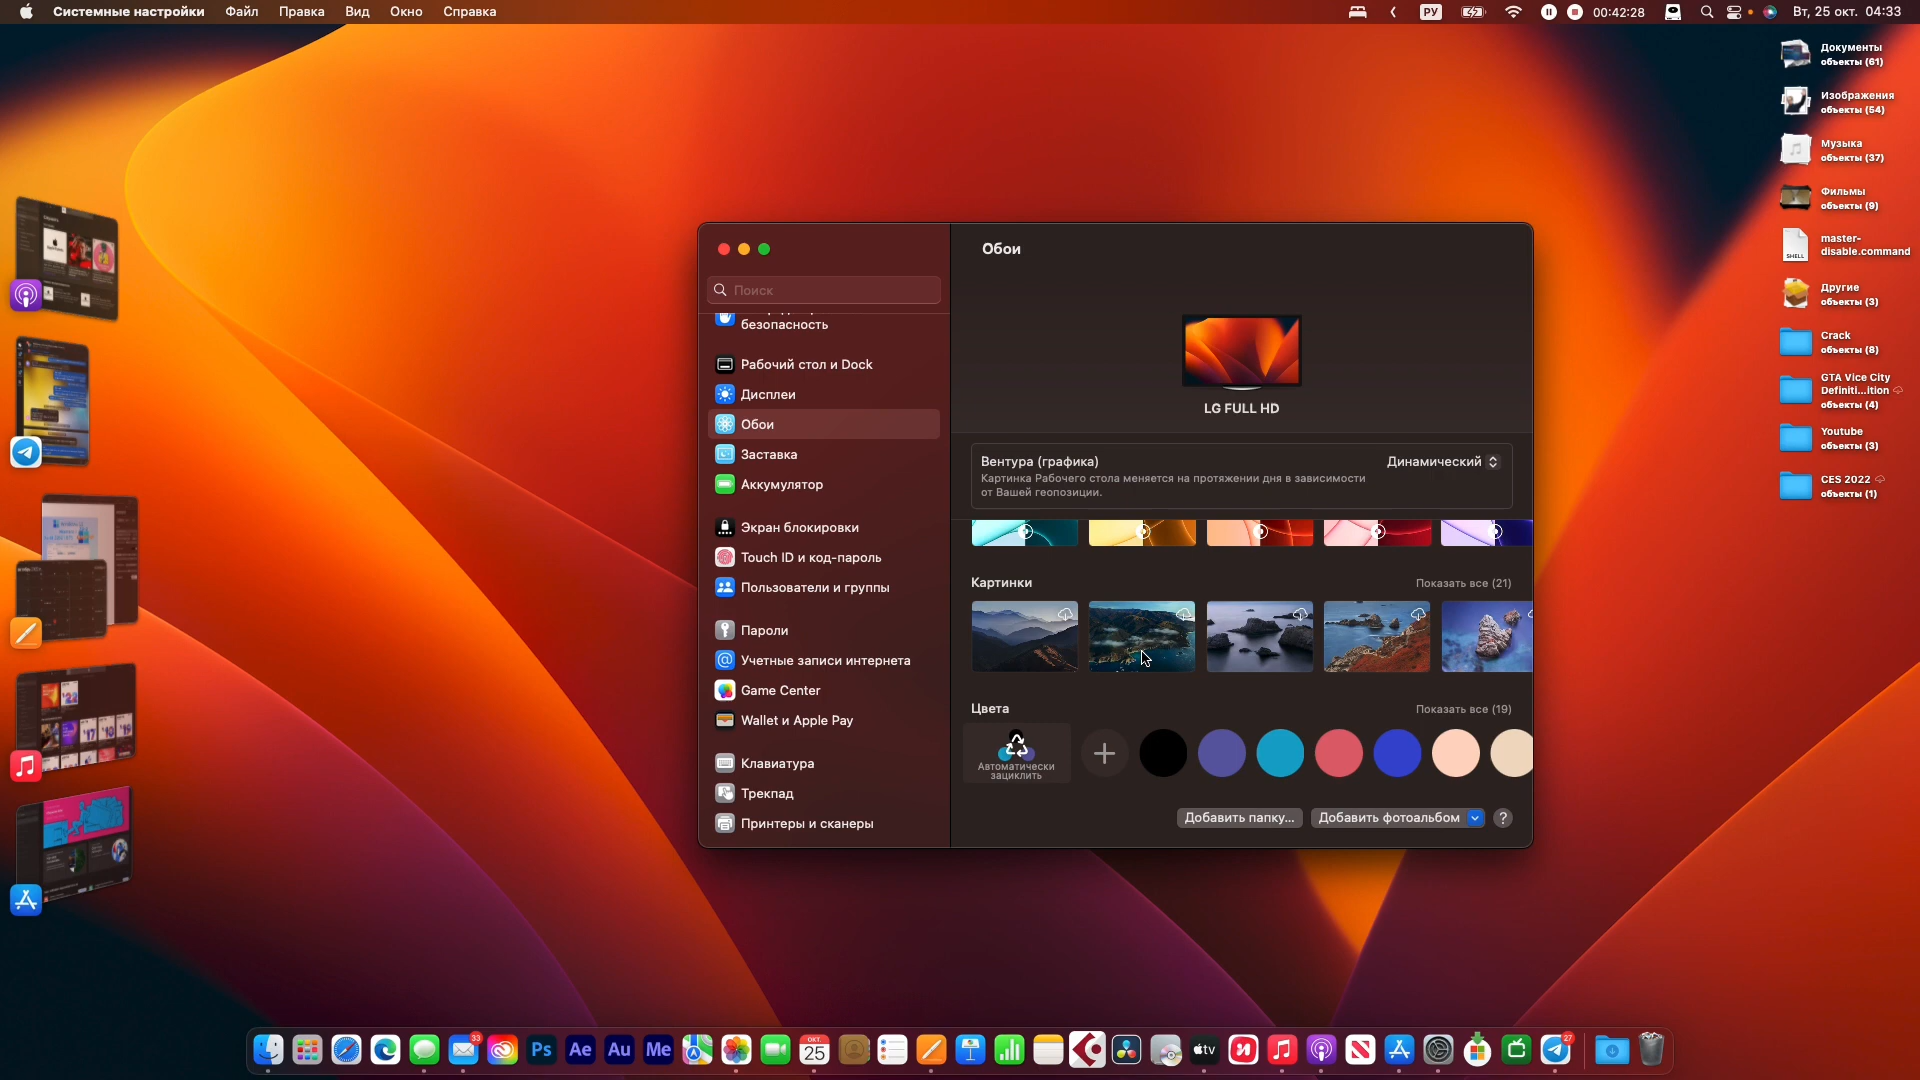 Системные настройки Файл Правка Вид Окно Справка
РУ 00:42:28 Вт, 25 окт. 04:33
Документы
объекты (61)
Изображения
объекты (54)
Музыка
объекты (37)
Фильмы
объекты (9)
SHELL
master-
disable.command
Другие
объекты (3)
Crack
объекты (8)
GTA Vice City
Definiti...ition
объекты (4)
Youtube
объекты (3)
CES 2022
объекты (1)
Поиск
безопасность
Рабочий стол и Dock
Дисплеи
Обои
Заставка
Аккумулятор
Экран блокировки
Touch ID и код-пароль
Пользователи и группы
Пароли
Учетные записи интернета
Game Center
Wallet и Apple Pay
Клавиатура
Трекпад
Принтеры и сканеры
Обои
LG FULL HD
Вентура (графика)
Динамический
Картинка Рабочего стола меняется на протяжении дня в зависимости
от Вашей геопозиции.
Картинки
Показать все (21)
Цвета
Показать все (19)
Автоматически
зациклить
Добавить папку...
Добавить фотоальбом
?
33
Ps
Ae
Au
Me
ОКТ.
25
tv
27